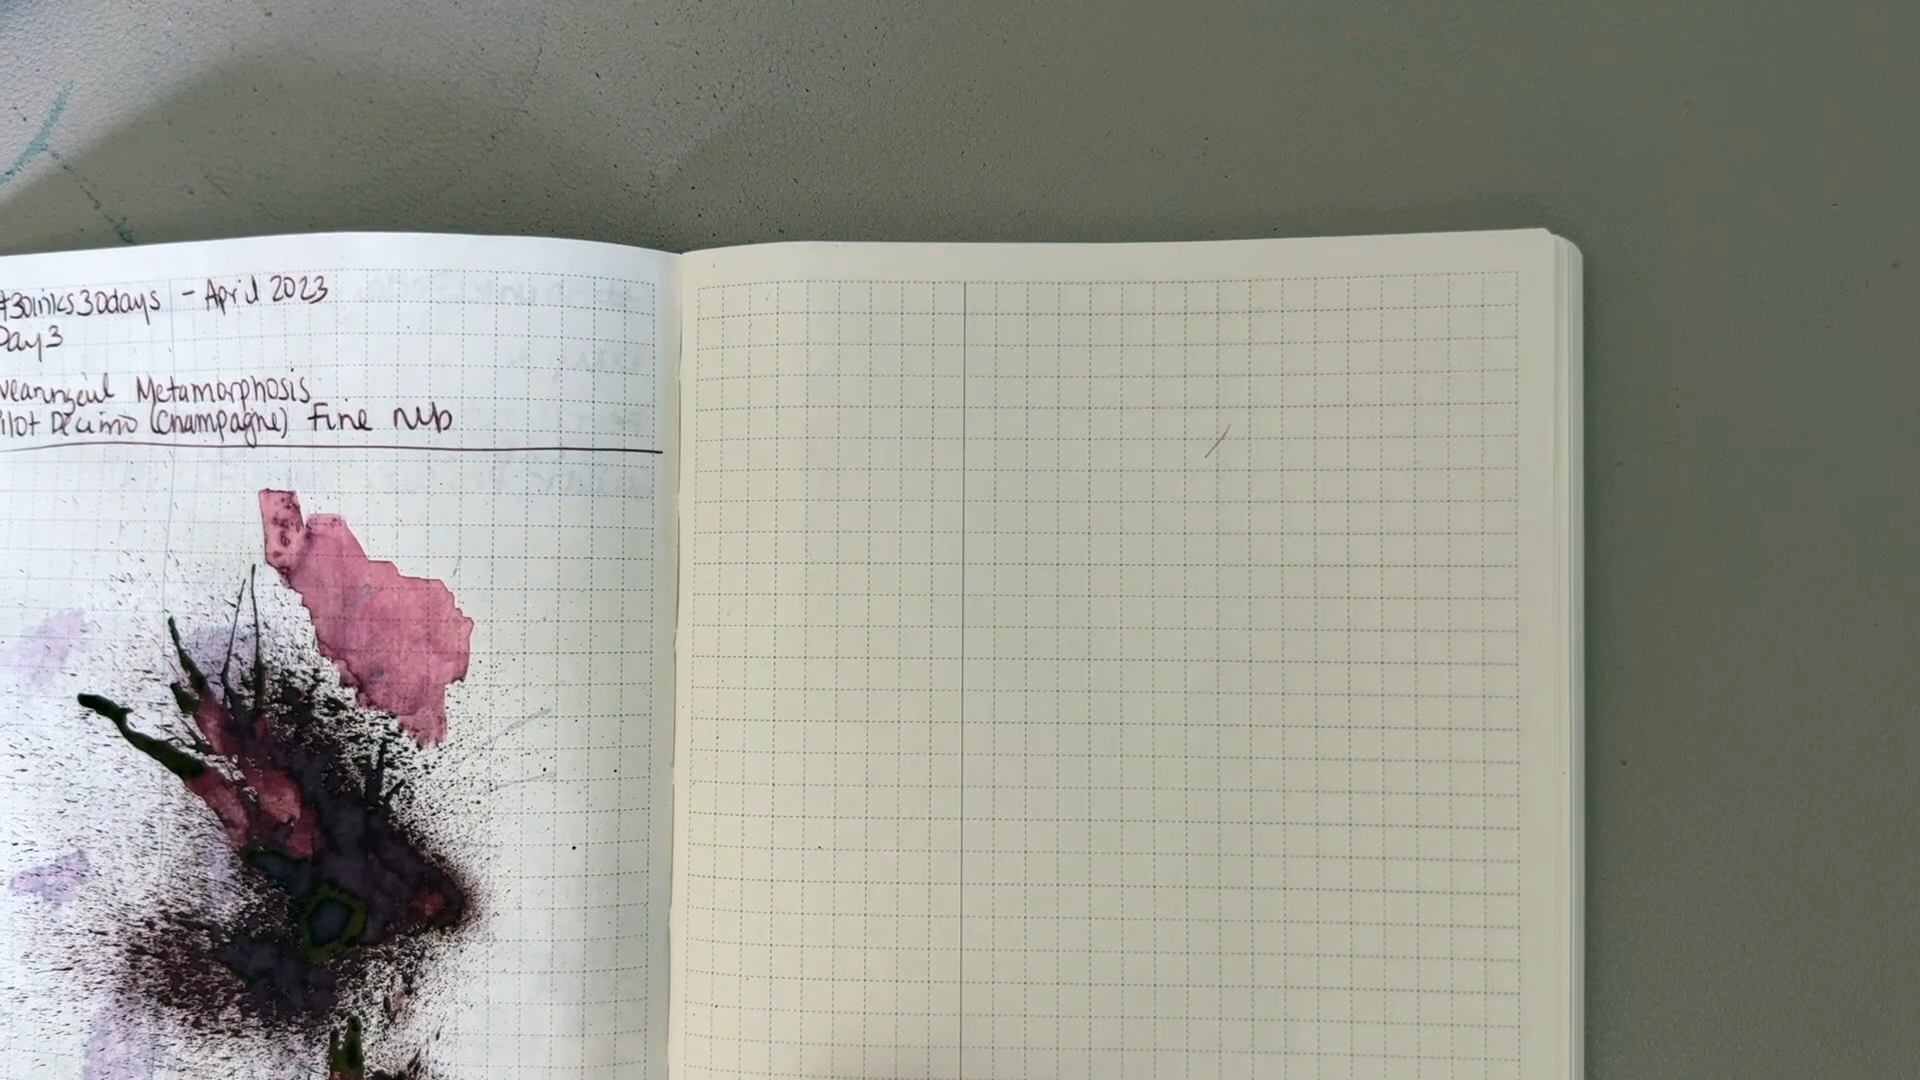 #30inks30days - April 2023
Day 3
Metamorphosis
Pilot Decimo (Champagne) Fine Nib